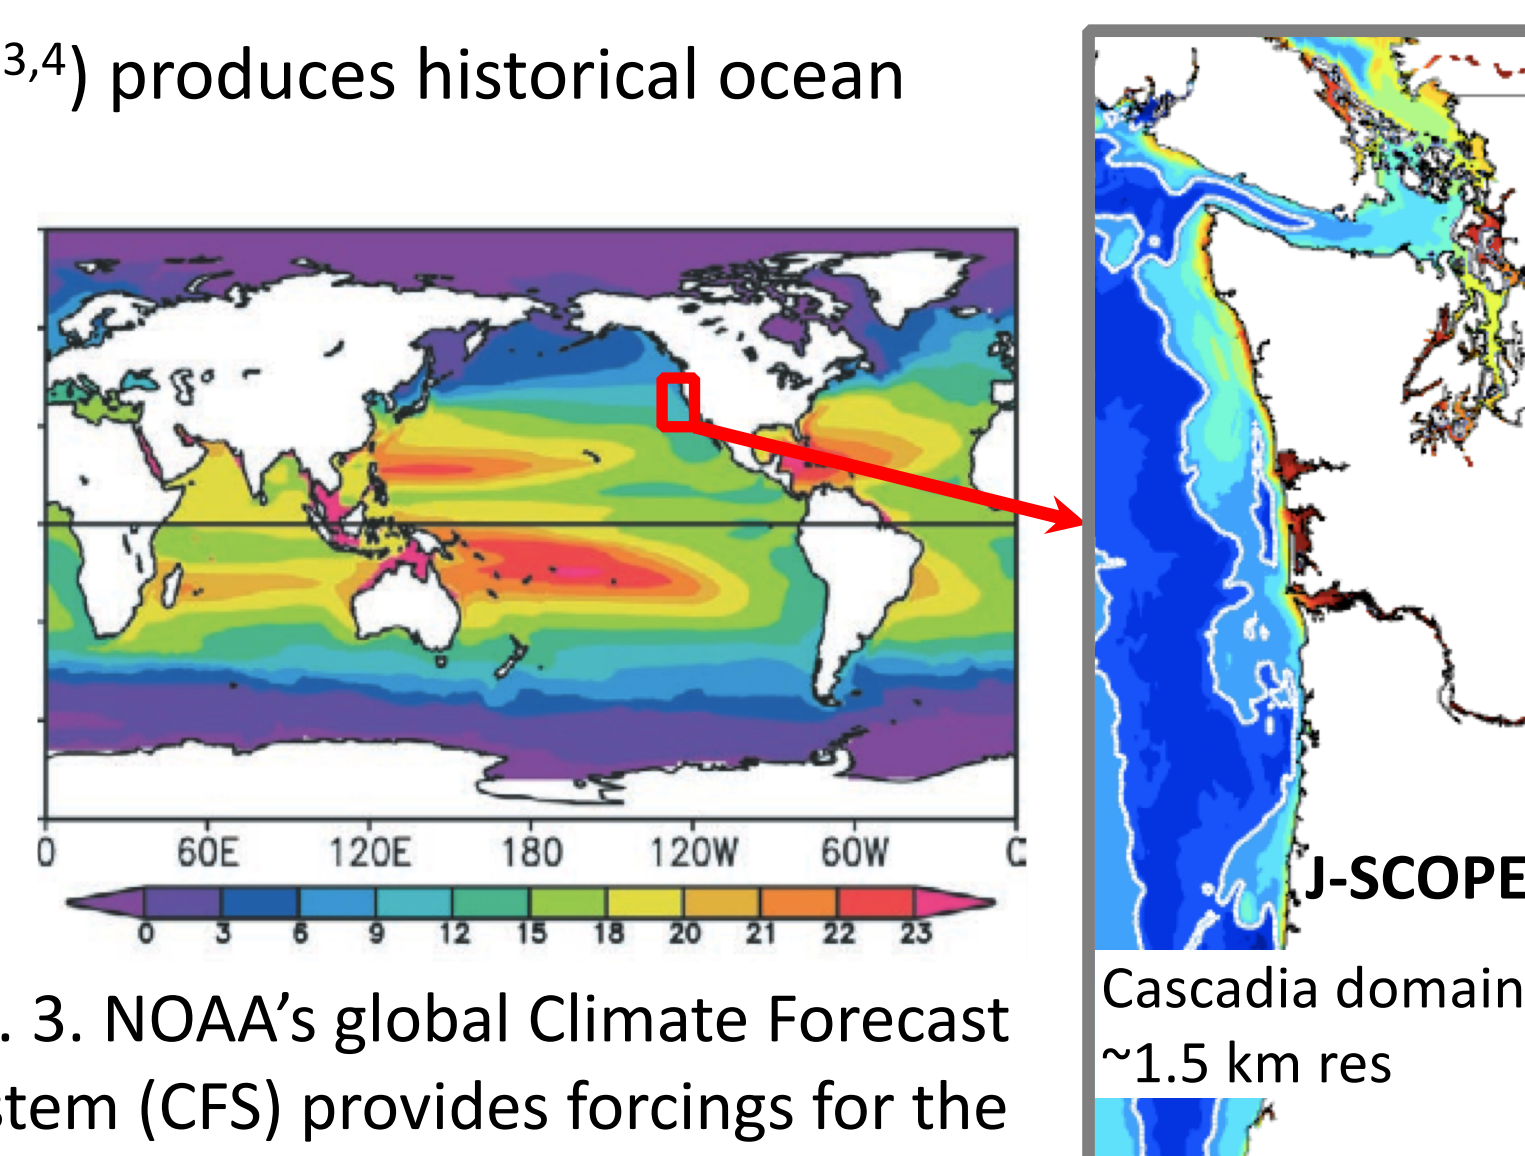 3,4) produces historical ocean
0 60E 120E 180 120W 60W
0 3 6 9 12 15 18 20 21 22 23
. 3. NOAA’s global Climate Forecast
stem (CFS) provides forcings for the
J-SCOPE
Cascadia domain
~1.5 km res